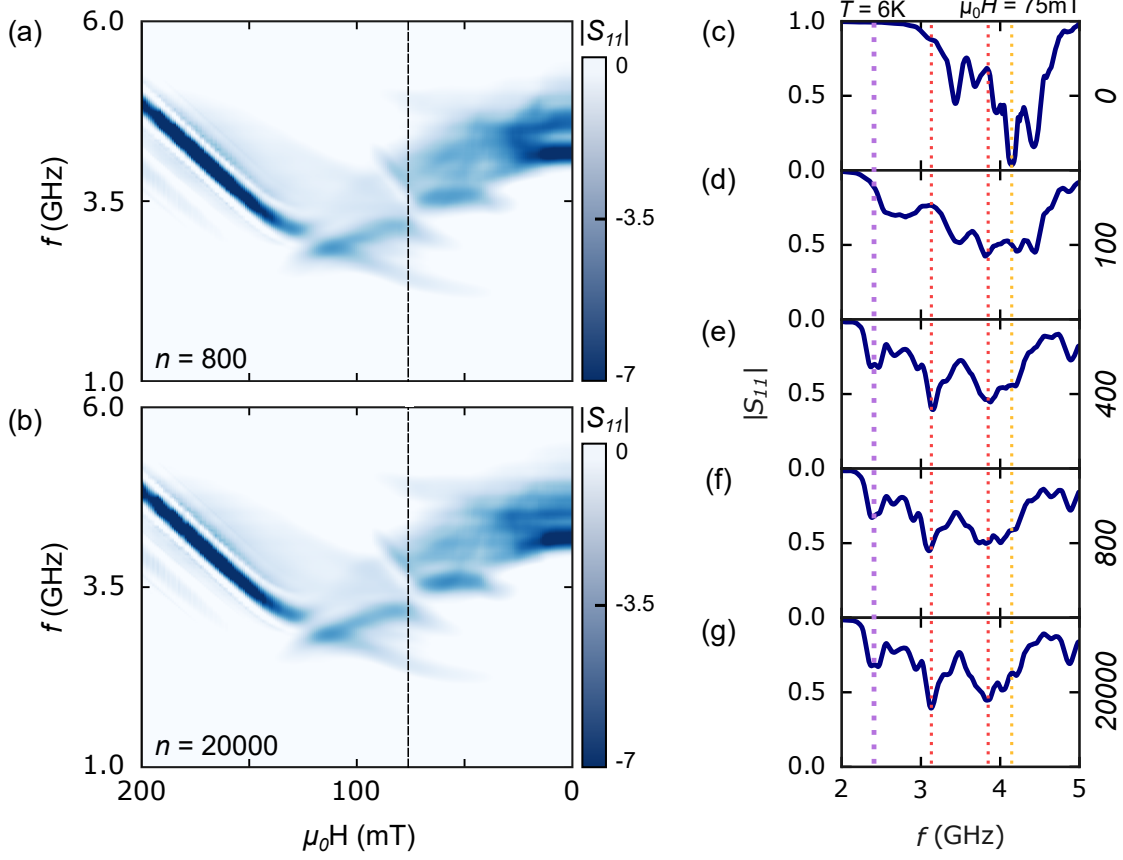 (a)
6.0
3.5
1.0
f (GHz)
n = 800
|S11|
0
-3.5
-7
(b)
6.0
3.5
1.0
f (GHz)
n = 20000
|S11|
0
-3.5
-7
200
100
0
μ0H (mT)
T = 6K
μ0H = 75mT
(c)
1.0
0.5
0.0
0
(d)
0.5
0.0
100
(e)
0.5
0.0
400
|S11|
(f)
0.5
0.0
800
(g)
0.5
0.0
20000
2
3
4
5
f (GHz)